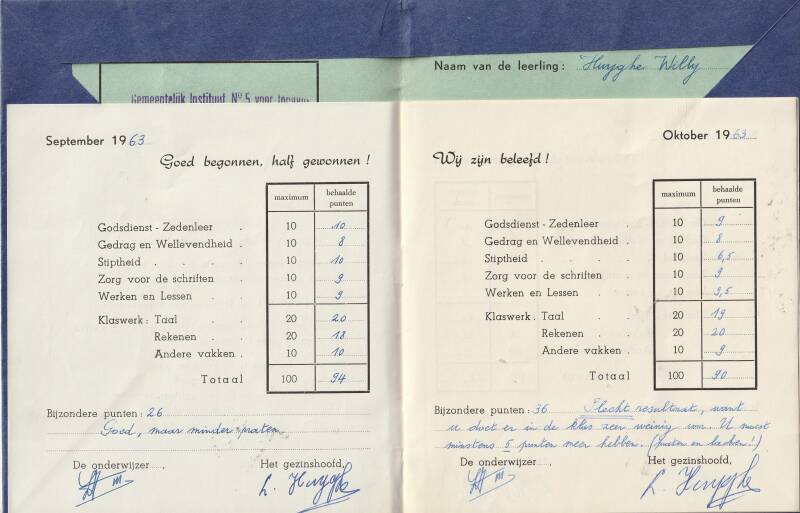 Gemeentelijk Instituut Nº 5 voor jongens
Naam van de leerling: Huyghe Willy
September 1963
Goed begonnen, half gewonnen!
maximum behaalde punten
Godsdienst - Zedenleer . 10 10
Gedrag en Wellevendheid . 10 8
Stiptheid . . . . 10 10
Zorg voor de schriften . 10 9
Werken en Lessen . . 10 9
Klaswerk: Taal . . 20 20
Rekenen . . 20 18
Andere vakken . 10 10
Totaal 100 94
Bijzondere punten: 26
Goed, maar minder praten
De onderwijzer, Het gezinshoofd,
L. Huyghe
Oktober 1963
Wij zijn beleefd!
maximum behaalde punten
Godsdienst - Zedenleer . 10 9
Gedrag en Wellevendheid . 10 8
Stiptheid . . . . 10 6,5
Zorg voor de schriften . 10 9
Werken en Lessen . . 10 9,5
Klaswerk: Taal . . 20 19
Rekenen . . 20 20
Andere vakken . 10 9
Totaal 100 90
Bijzondere punten: 36 Slecht resultaat, want
u doet er in de klas zeer weinig voor. U moest
minstens 5 punten meer hebben. (praten en lachen!)
De onderwijzer, Het gezinshoofd,
L. Huyghe